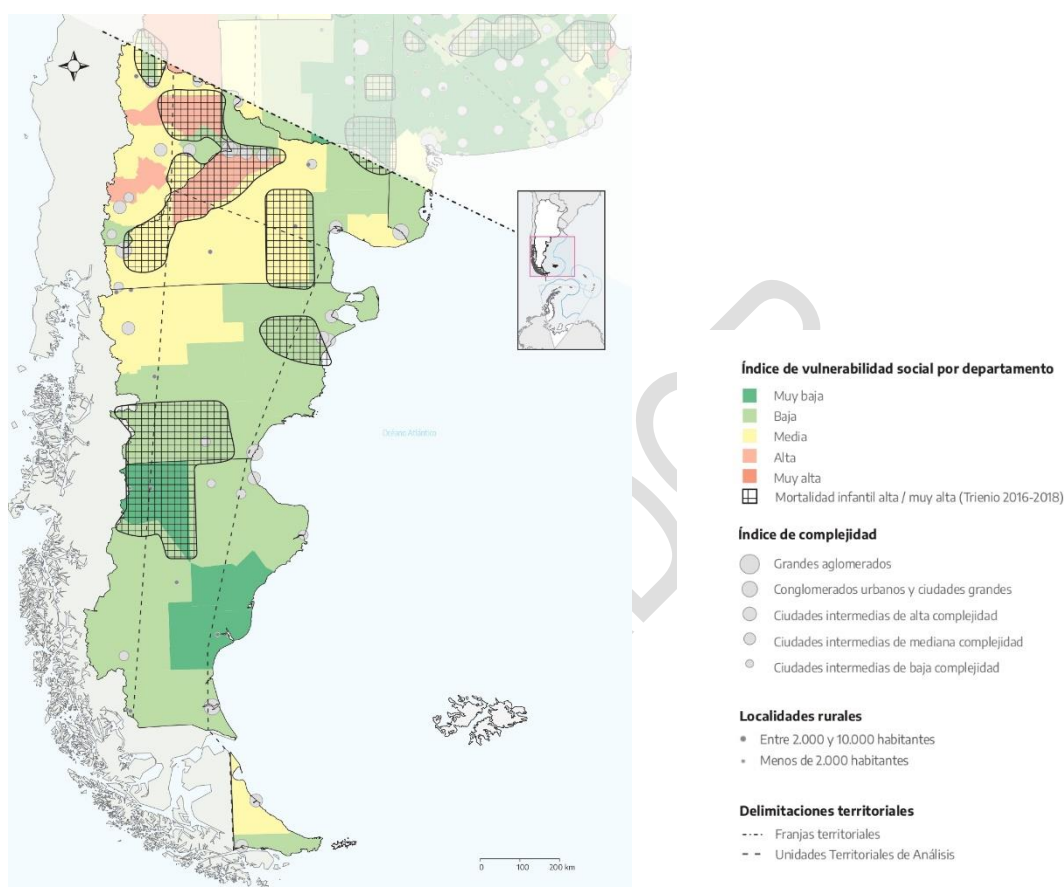 Océano Atlántico
0 100 200 km
Índice de vulnerabilidad social por departamento
Muy baja
Baja
Media
Alta
Muy alta
Mortalidad infantil alta / muy alta (Trienio 2016-2018)
Índice de complejidad
Grandes aglomerados
Conglomerados urbanos y ciudades grandes
Ciudades intermedias de alta complejidad
Ciudades intermedias de mediana complejidad
Ciudades intermedias de baja complejidad
Localidades rurales
Entre 2.000 y 10.000 habitantes
Menos de 2.000 habitantes
Delimitaciones territoriales
Franjas territoriales
Unidades Territoriales de Análisis